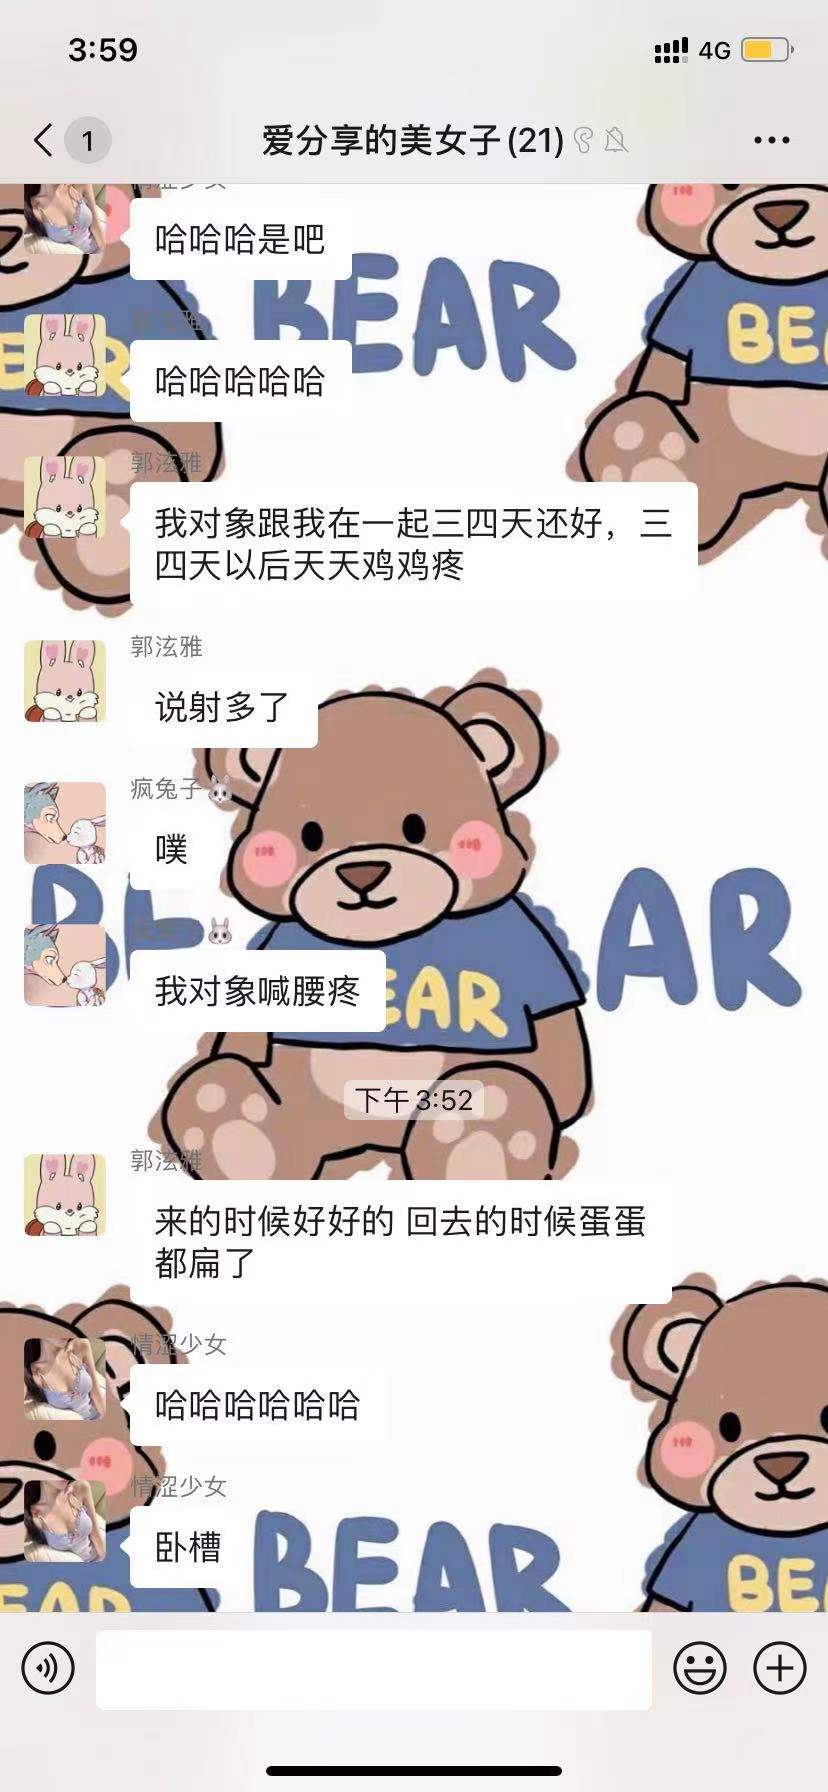 3:59
4G
1
爱分享的美女子(21)
哈哈哈是吧
哈哈哈哈哈
郭泫雅
我对象跟我在一起三四天还好，三
四天以后天天鸡鸡疼
郭泫雅
说射多了
疯兔子🐰
噗
我对象喊腰疼
下午 3:52
郭泫雅
来的时候好好的 回去的时候蛋蛋
都扁了
情涩少女
哈哈哈哈哈哈
情涩少女
卧槽
BEAR
BEAR
AR
BEAR